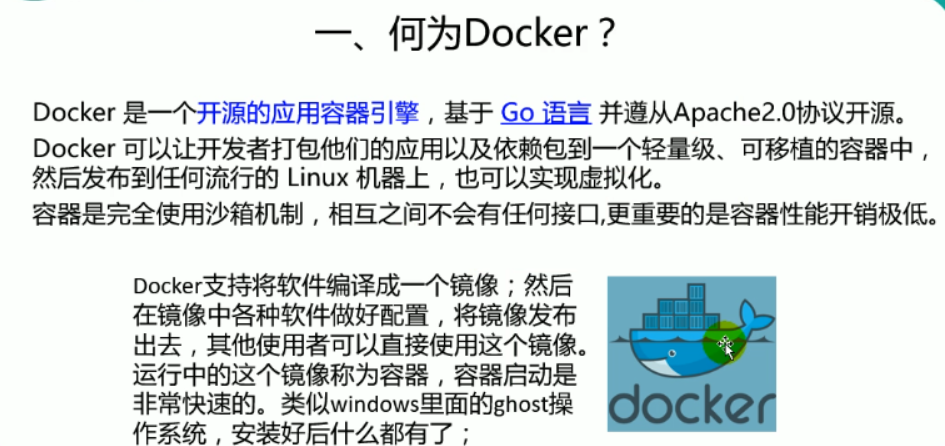 一、何为Docker？
Docker 是一个开源的应用容器引擎，基于 Go 语言 并遵从Apache2.0协议开源。
Docker 可以让开发者打包他们的应用以及依赖包到一个轻量级、可移植的容器中，
然后发布到任何流行的 Linux 机器上，也可以实现虚拟化。
容器是完全使用沙箱机制，相互之间不会有任何接口,更重要的是容器性能开销极低。
Docker支持将软件编译成一个镜像；然后
在镜像中各种软件做好配置，将镜像发布
出去，其他使用者可以直接使用这个镜像。
运行中的这个镜像称为容器，容器启动是
非常快速的。类似windows里面的ghost操
作系统，安装好后什么都有了；
docker